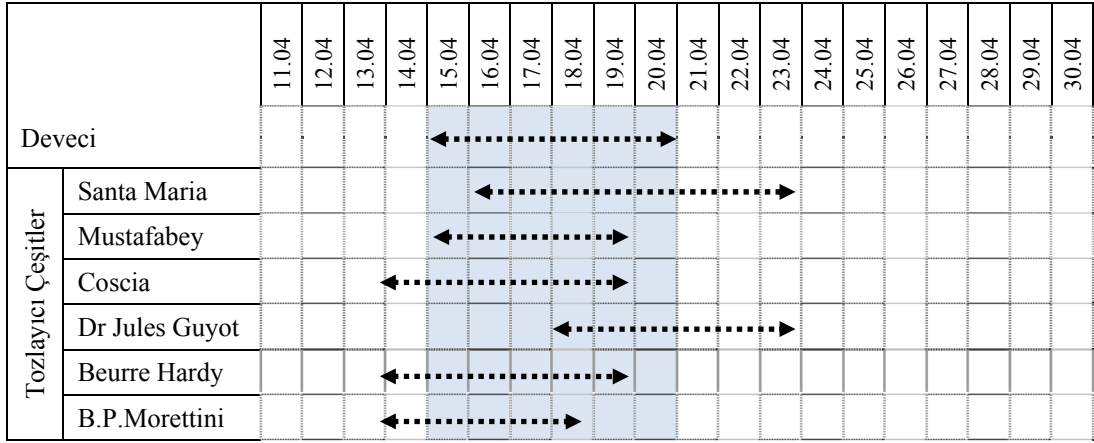 11.04 12.04 13.04 14.04 15.04 16.04 17.04 18.04 19.04 20.04 21.04 22.04 23.04 24.04 25.04 26.04 27.04 28.04 29.04 30.04
Deveci
Tozlayıcı Çeşitler
Santa Maria
Mustafabey
Coscia
Dr Jules Guyot
Beurre Hardy
B.P.Morettini